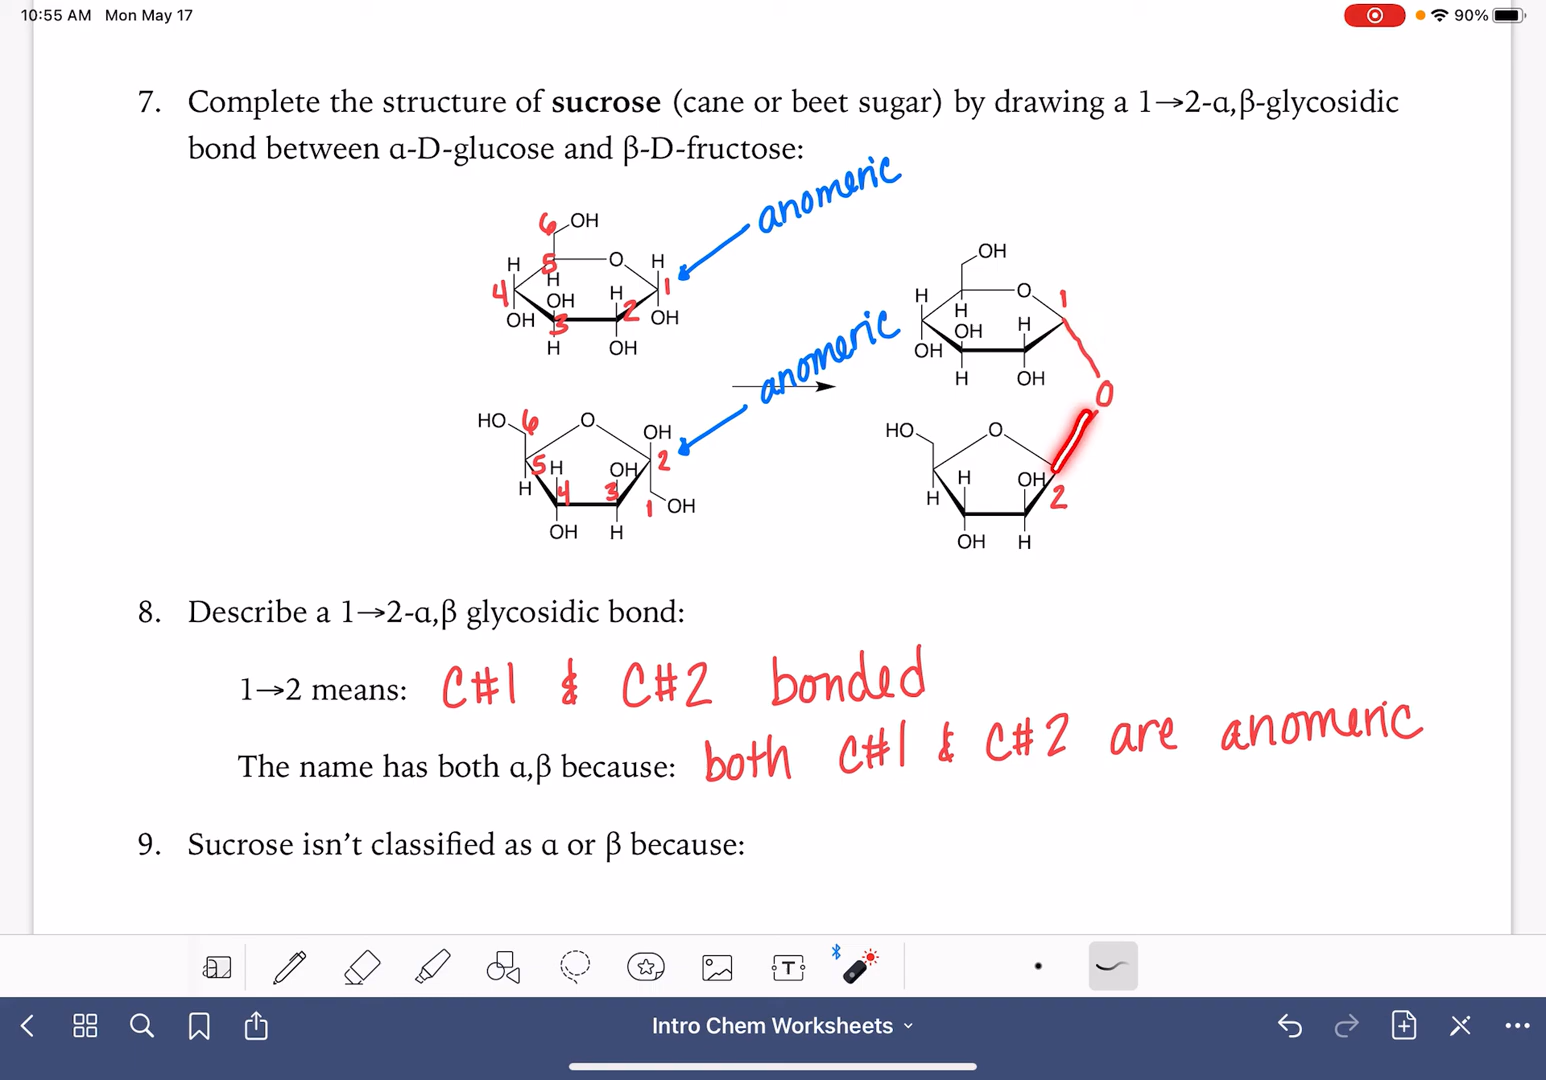 10:55 AM Mon May 17
90%
7. Complete the structure of sucrose (cane or beet sugar) by drawing a 1→2-α,β-glycosidic
bond between α-D-glucose and β-D-fructose:
anomeric
6 OH
5 O H
H H 1
4 OH H 2
OH 3 OH
H OH
OH
O 1
H H
OH H
OH
H OH
anomeric
O
HO 6 O OH
5 H OH 2
H 4 3
1 OH
OH H
HO O
H OH 2
H
OH H
8. Describe a 1→2-α,β glycosidic bond:
1→2 means: C#1 & C#2 bonded
The name has both α,β because: both C#1 & C#2 are anomeric
9. Sucrose isn’t classified as α or β because:
a
T
Intro Chem Worksheets